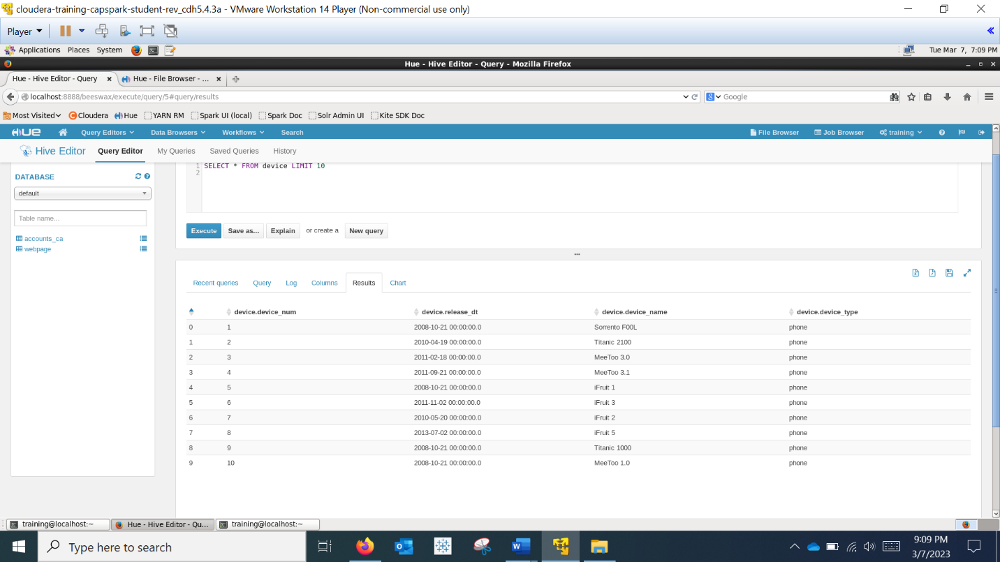 cloudera-training-capspark-student-rev_cdh5.4.3a - VMware Workstation 14 Player (Non-commercial use only)
Player
Applications Places System Tue Mar 7, 7:09 PM
Hue - Hive Editor - Query - Mozilla Firefox
Hue - Hive Editor - Query Hue - File Browser - ...
localhost:8888/beeswax/execute/query/5#query/results Google
Most Visited Cloudera Hue YARN RM Spark UI (local) Spark Doc Solr Admin UI Kite SDK Doc
HUE Query Editors Data Browsers Workflows Search File Browser Job Browser training
Hive Editor Query Editor My Queries Saved Queries History
DATABASE
default
Table name...
accounts_ca
webpage
1 SELECT * FROM device LIMIT 10
2
Execute Save as... Explain or create a New query
Recent queries Query Log Columns Results Chart
device.device_num device.release_dt device.device_name device.device_type
0 1 2008-10-21 00:00:00.0 Sorrento F00L phone
1 2 2010-04-19 00:00:00.0 Titanic 2100 phone
2 3 2011-02-18 00:00:00.0 MeeToo 3.0 phone
3 4 2011-09-21 00:00:00.0 MeeToo 3.1 phone
4 5 2008-10-21 00:00:00.0 iFruit 1 phone
5 6 2011-11-02 00:00:00.0 iFruit 3 phone
6 7 2010-05-20 00:00:00.0 iFruit 2 phone
7 8 2013-07-02 00:00:00.0 iFruit 5 phone
8 9 2008-10-21 00:00:00.0 Titanic 1000 phone
9 10 2008-10-21 00:00:00.0 MeeToo 1.0 phone
training@localhost:~ Hue - Hive Editor - Qu... training@localhost:~
Type here to search
9:09 PM
3/7/2023